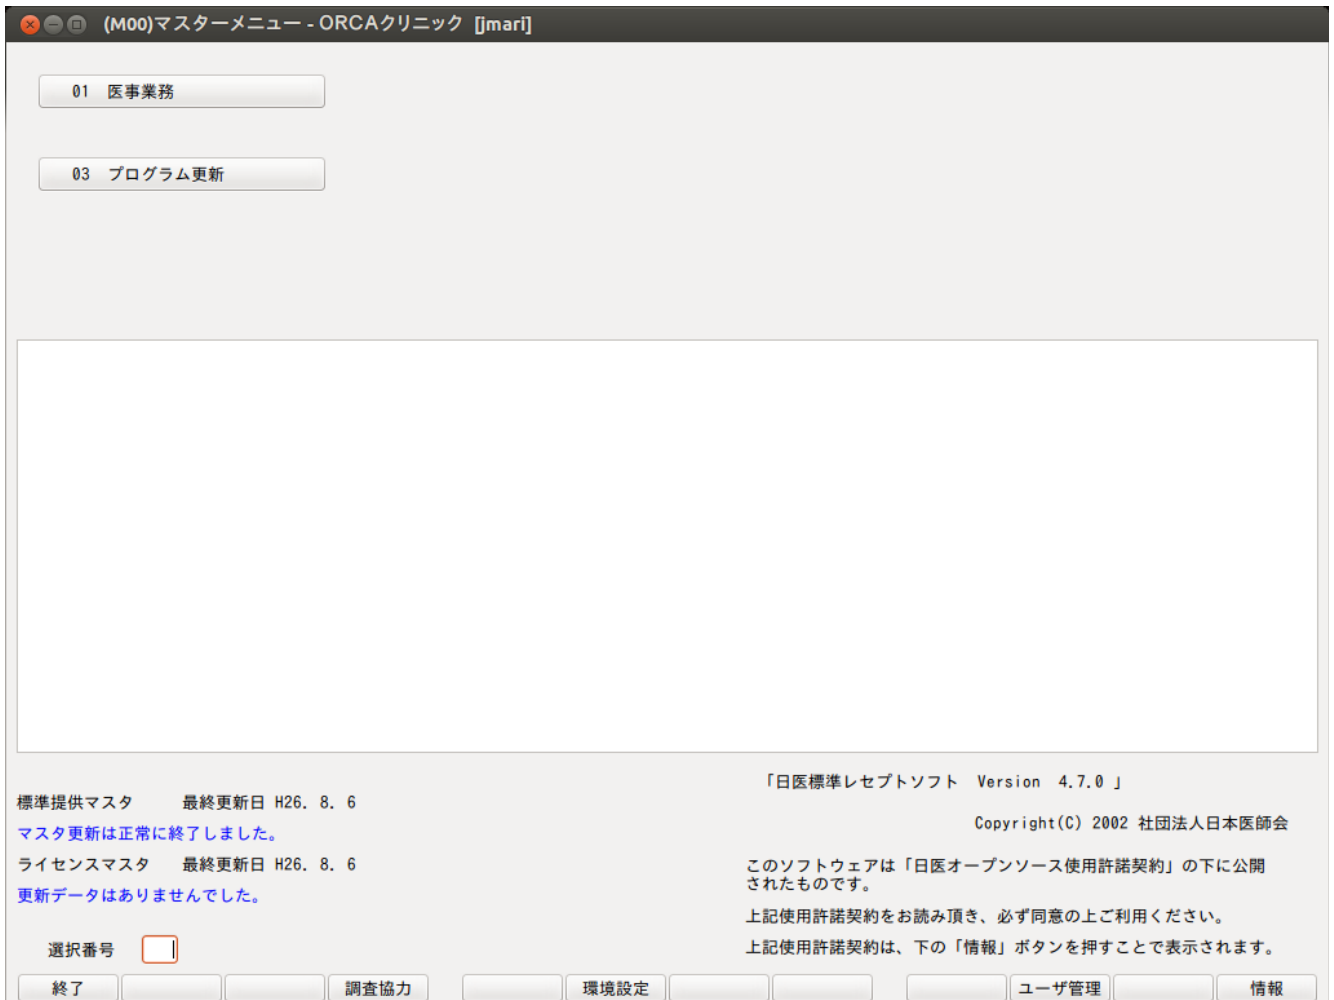 (M00)マスターメニュー - ORCAクリニック [jmari]
01 医事業務
03 プログラム更新
「日医標準レセプトソフト Version 4.7.0 」
標準提供マスタ 最終更新日 H26. 8. 6
マスタ更新は正常に終了しました。
Copyright(C) 2002 社団法人日本医師会
ライセンスマスタ 最終更新日 H26. 8. 6
更新データはありませんでした。
このソフトウェアは「日医オープンソース使用許諾契約」の下に公開
されたものです。
上記使用許諾契約をお読み頂き、必ず同意の上ご利用ください。
上記使用許諾契約は、下の「情報」ボタンを押すことで表示されます。
選択番号
終了 調査協力 環境設定 ユーザ管理 情報